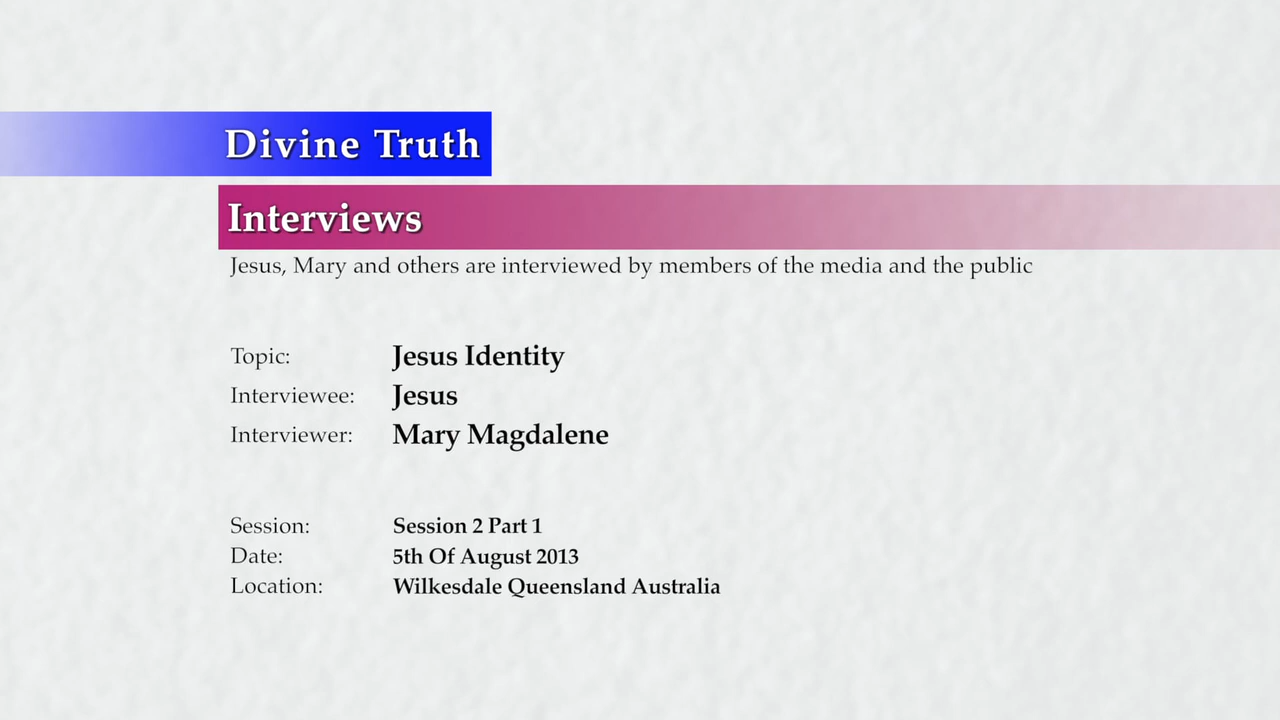 Divine Truth
Interviews
Jesus, Mary and others are interviewed by members of the media and the public
Topic: Jesus Identity
Interviewee: Jesus
Interviewer: Mary Magdalene
Session: Session 2 Part 1
Date: 5th Of August 2013
Location: Wilkesdale Queensland Australia